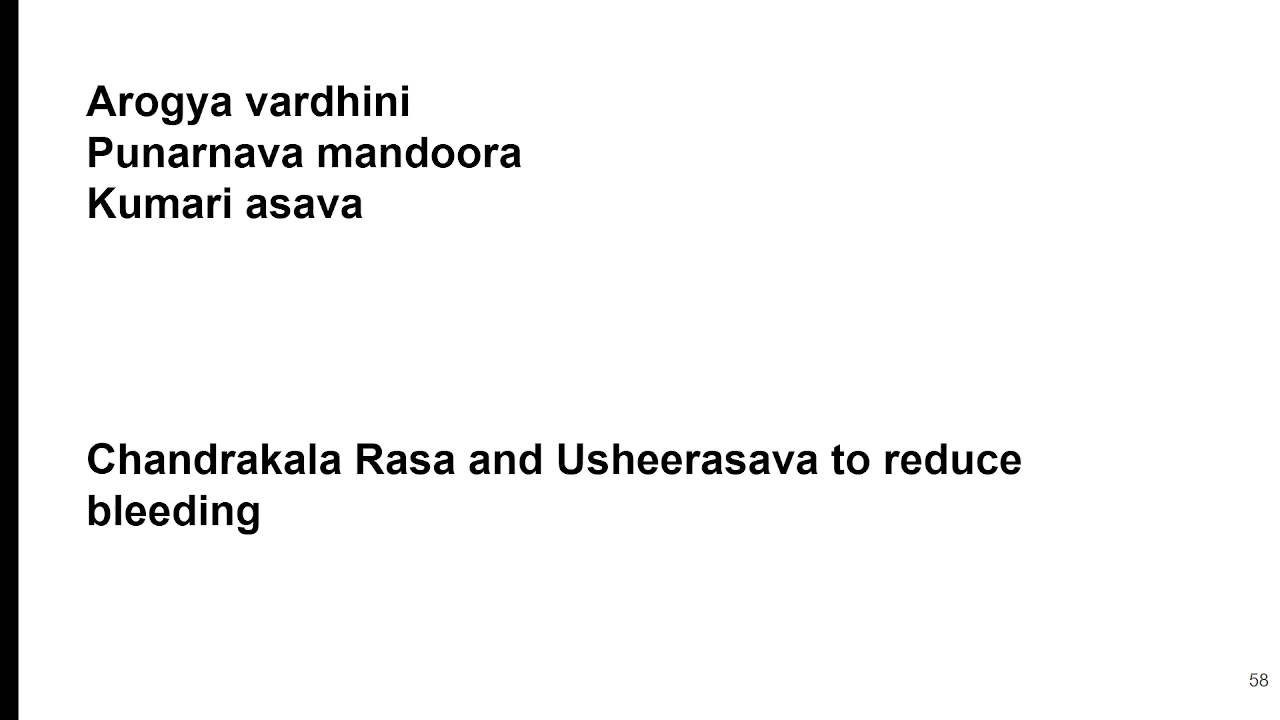 Arogya vardhini
Punarnava mandoora
Kumari asava
Chandrakala Rasa and Usheerasava to reduce
bleeding
58